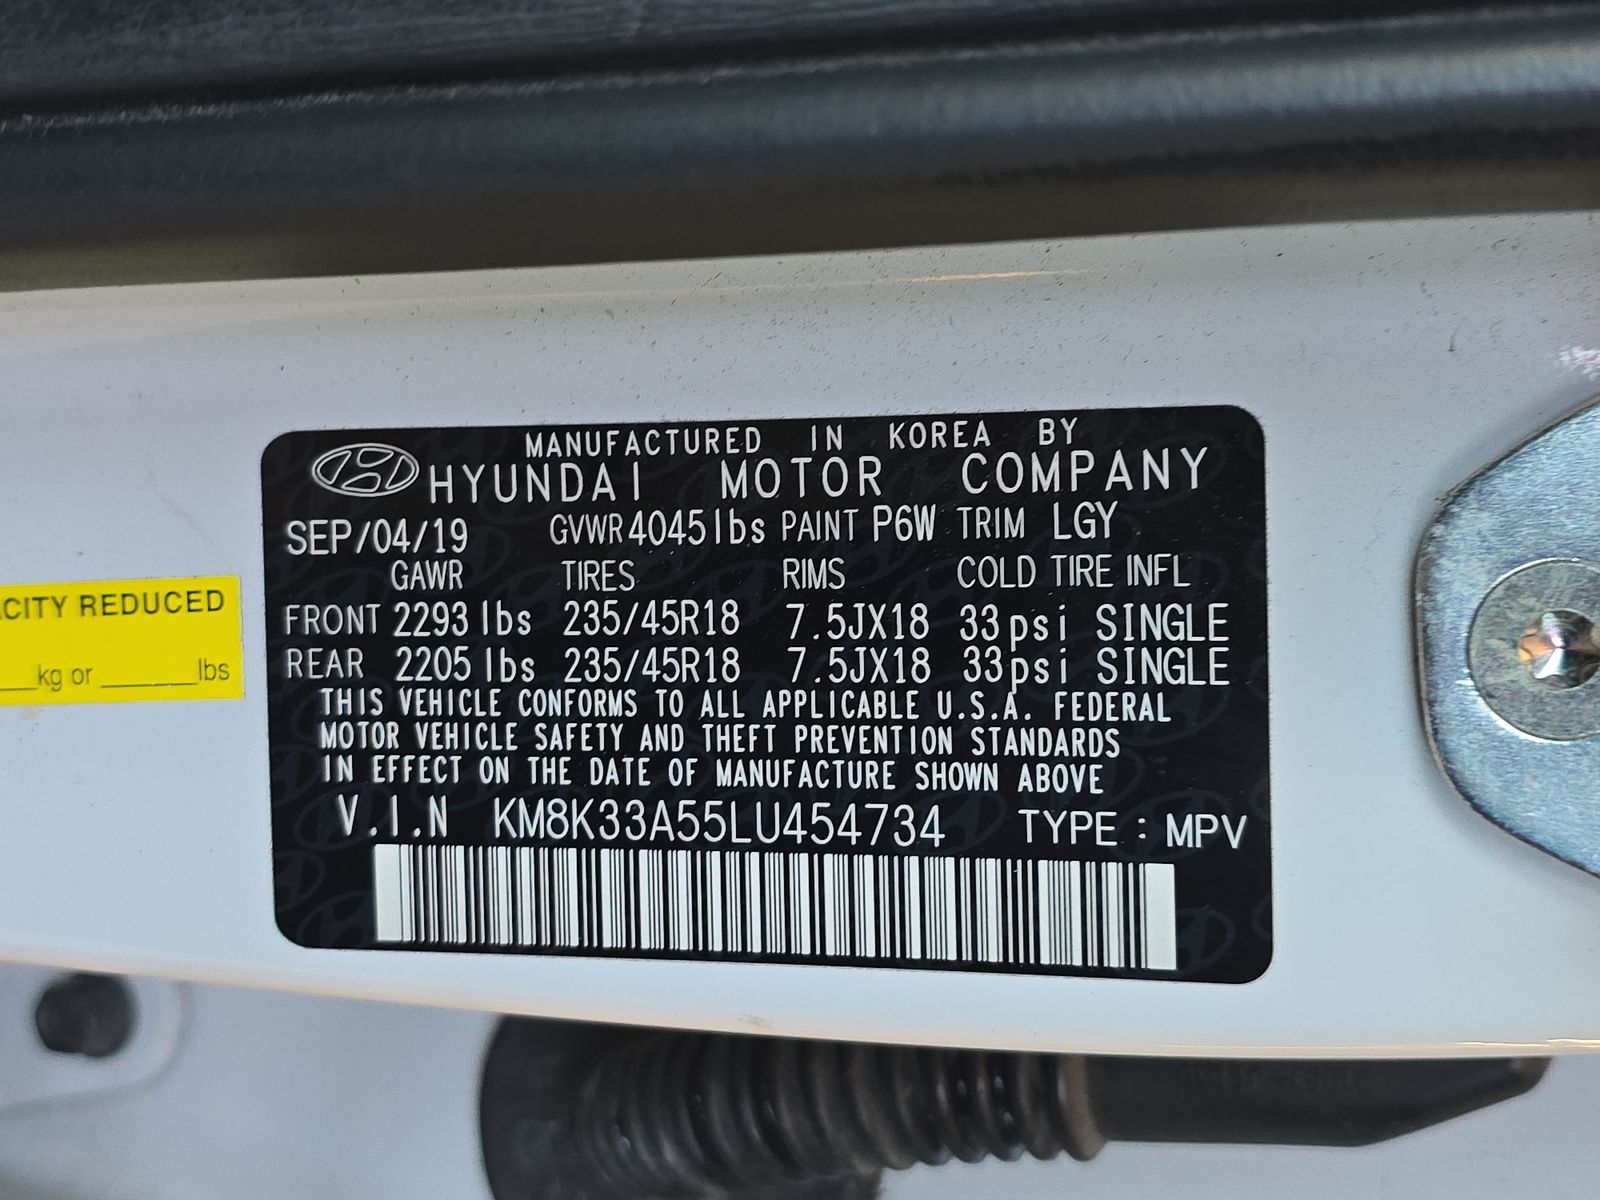 MANUFACTURED IN KOREA BY
HYUNDAI MOTOR COMPANY
SEP/04/19 GVWR 4045lbs PAINT P6W TRIM LGY
GAWR TIRES RIMS COLD TIRE INFL
FRONT 2293lbs 235/45R18 7.5JX18 33psi SINGLE
REAR 2205lbs 235/45R18 7.5JX18 33psi SINGLE
THIS VEHICLE CONFORMS TO ALL APPLICABLE U.S.A. FEDERAL
MOTOR VEHICLE SAFETY AND THEFT PREVENTION STANDARDS
IN EFFECT ON THE DATE OF MANUFACTURE SHOWN ABOVE
V.I.N KM8K33A55LU454734 TYPE : MPV
CITY REDUCED
____kg or ________lbs